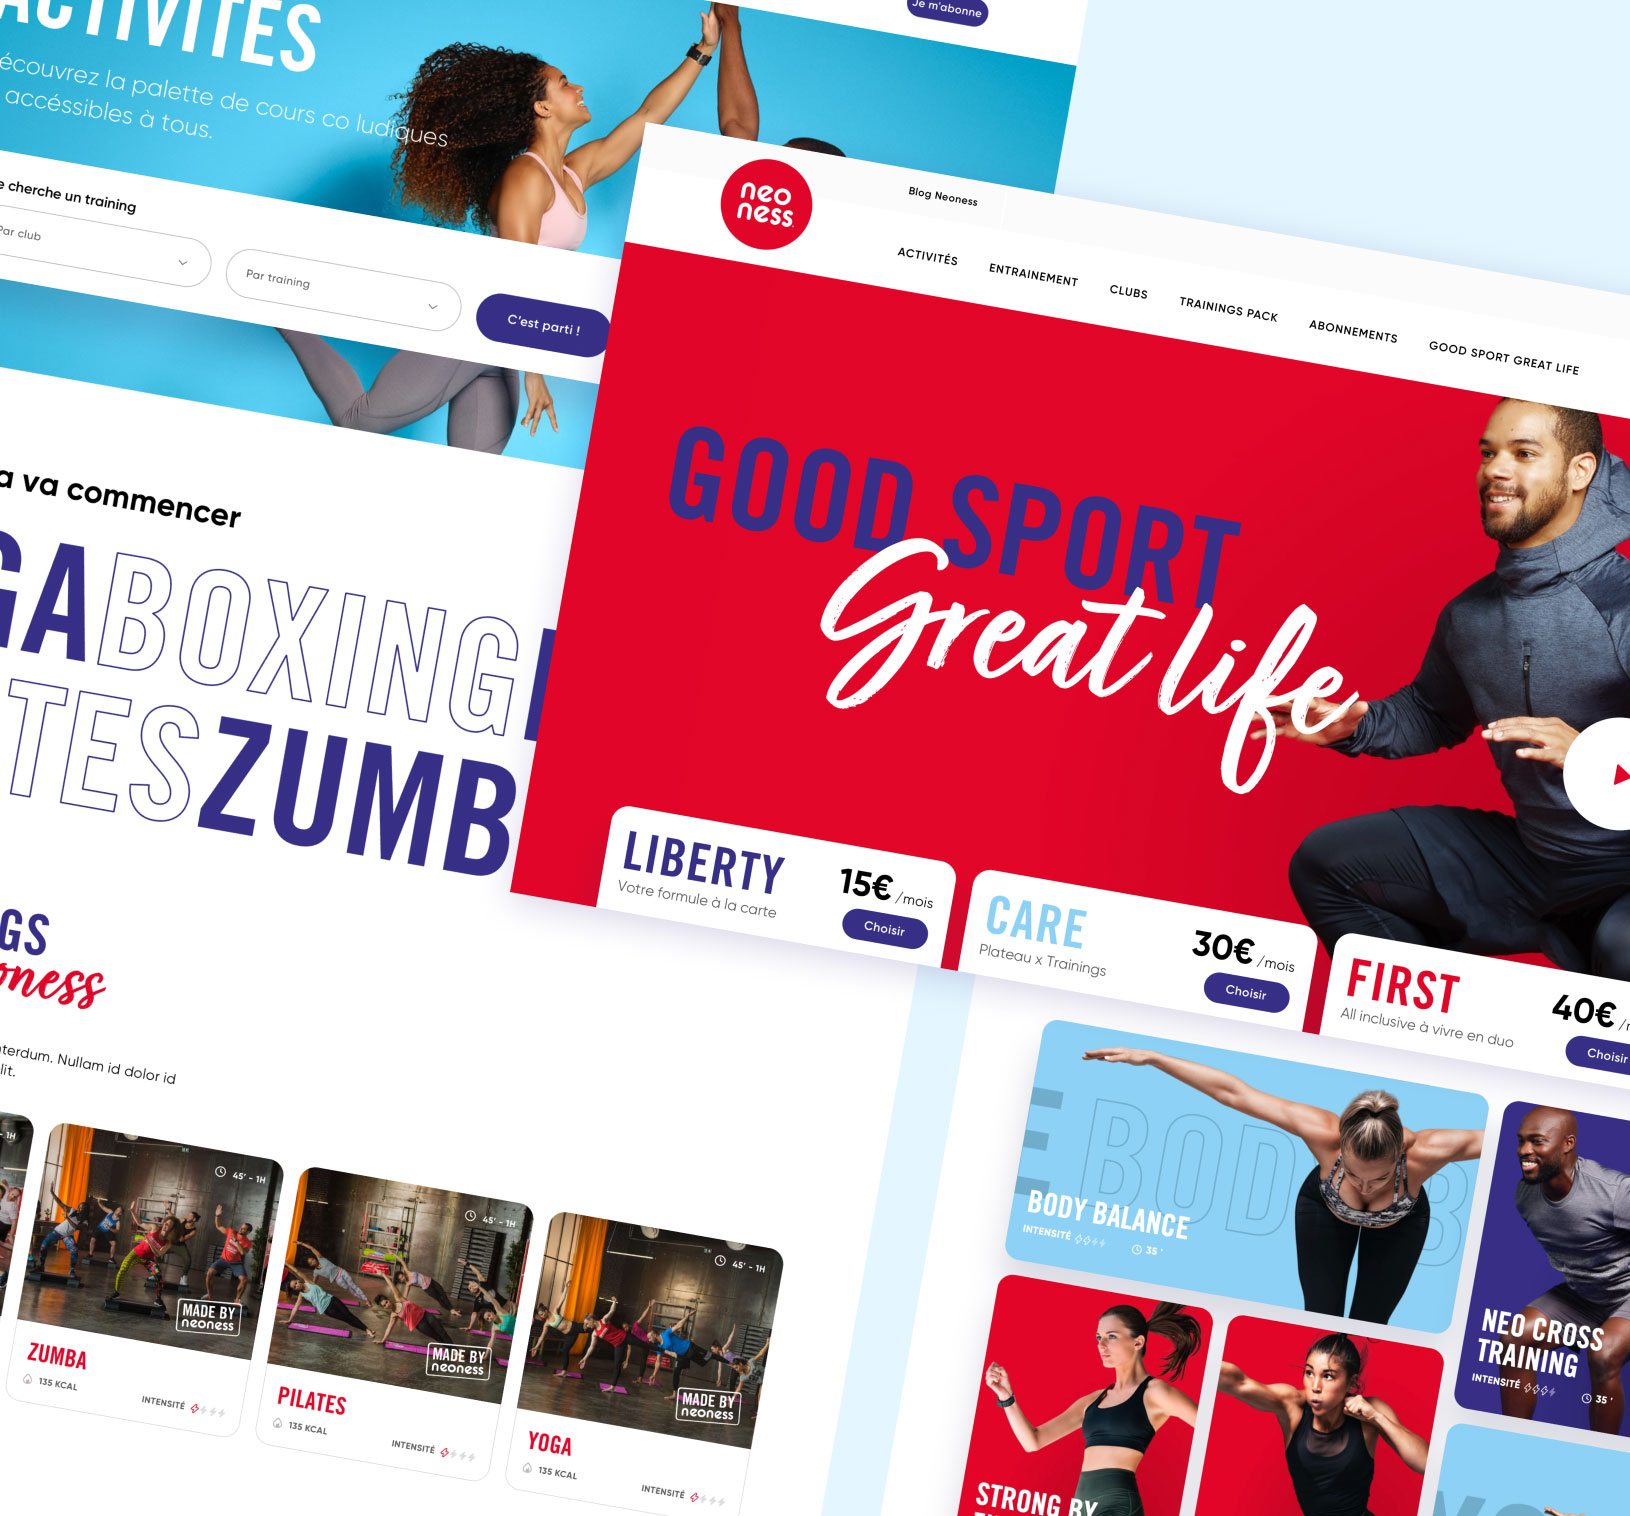 ACTIVITÉS
Je m'abonne
écouvrez la palette de cours co ludiques
accéssibles à tous.
e cherche un training
Par club
Par training
C'est parti !
a va commencer
GABOXING
TESZUMB
GS
oness
nterdum. Nullam id dolor id
lit.
- 1H
45' - 1H
MADE BY
neoness
ZUMBA
135 KCAL
INTENSITÉ
45' - 1H
MADE BY
neoness
PILATES
135 KCAL
INTENSITÉ
45' - 1H
MADE BY
neoness
YOGA
135 KCAL
INTENSITÉ
neo
ness
Blog Neoness
ACTIVITÉS
ENTRAINEMENT
CLUBS
TRAININGS PACK
ABONNEMENTS
GOOD SPORT GREAT LIFE
GOOD SPORT
Great life
LIBERTY
Votre formule à la carte
15€ /mois
Choisir
CARE
Plateau x Trainings
30€ /mois
Choisir
FIRST
All inclusive à vivre en duo
40€
Choisir
E BODY B
BODY BALANCE
INTENSITÉ
35 '
NEO CROSS
TRAINING
INTENSITÉ
35 '
STRONG BY